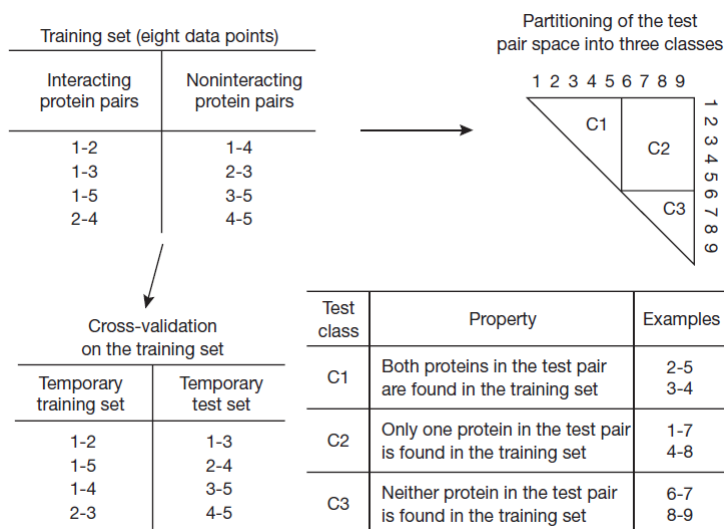 Training set (eight data points)
Interacting protein pairs
Noninteracting protein pairs
1-2 1-4
1-3 2-3
1-5 3-5
2-4 4-5
Partitioning of the test
pair space into three classes
1 2 3 4 5 6 7 8 9
C1
C2
C3
1 2 3 4 5 6 7 8 9
Cross-validation
on the training set
Temporary training set
Temporary test set
1-2 1-3
1-5 2-4
1-4 3-5
2-3 4-5
Test class
Property
Examples
C1
Both proteins in the test pair
are found in the training set
2-5
3-4
C2
Only one protein in the test pair
is found in the training set
1-7
4-8
C3
Neither protein in the test pair
is found in the training set
6-7
8-9